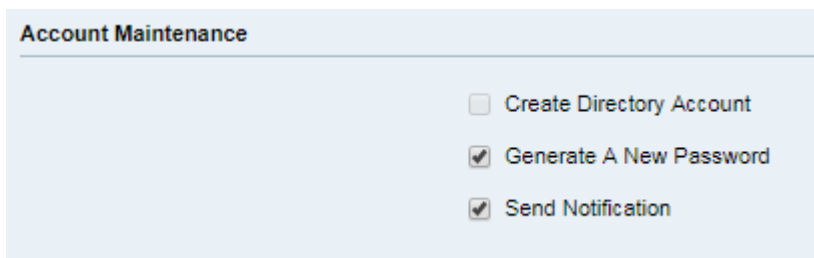 Account Maintenance
Create Directory Account
Generate A New Password
Send Notification